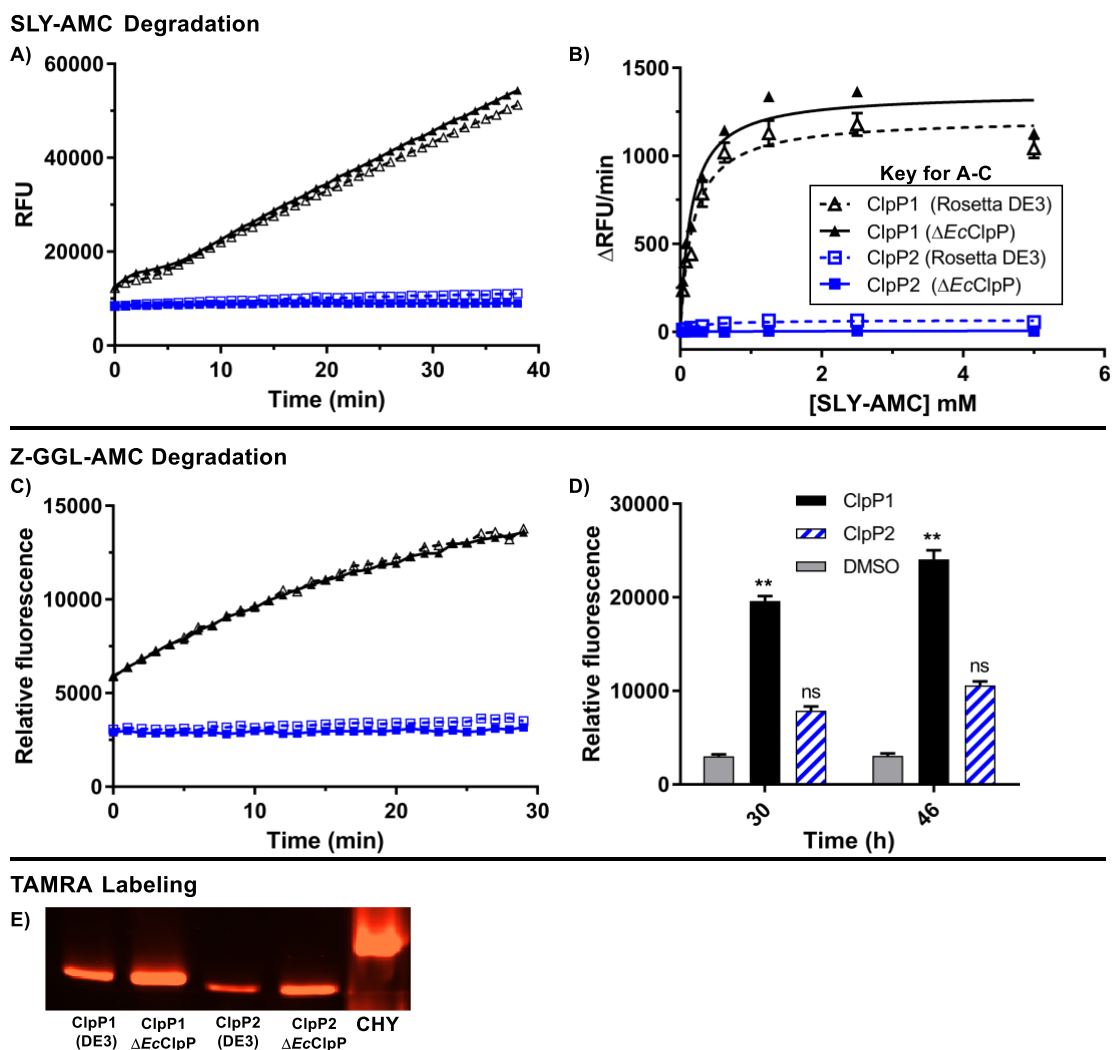 SLY-AMC Degradation
A)
60000
40000
20000
0
RFU
0 10 20 30 40
Time (min)
B)
1500
1000
500
0
ΔRFU/min
0 2 4 6
[SLY-AMC] mM
Key for A-C
ClpP1 (Rosetta DE3)
ClpP1 (ΔEcClpP)
ClpP2 (Rosetta DE3)
ClpP2 (ΔEcClpP)
Z-GGL-AMC Degradation
C)
15000
10000
5000
0
Relative fluorescence
0 10 20 30
Time (min)
D)
30000
20000
10000
0
Relative fluorescence
ClpP1
ClpP2
DMSO
**
ns
**
ns
30 46
Time (h)
TAMRA Labeling
E)
ClpP1 (DE3)
ClpP1 ΔEcClpP
ClpP2 (DE3)
ClpP2 ΔEcClpP
CHY